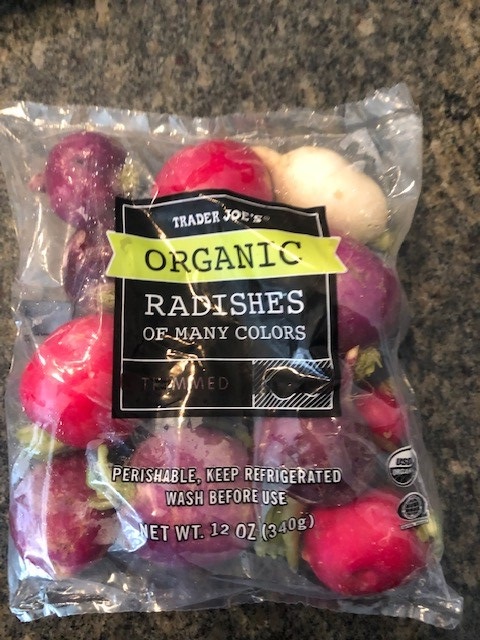 TRADER JOE'S®
ORGANIC
RADISHES
OF MANY COLORS
TRIMMED
PERISHABLE, KEEP REFRIGERATED
WASH BEFORE USE
NET WT. 12 OZ (340g)
USDA
ORGANIC